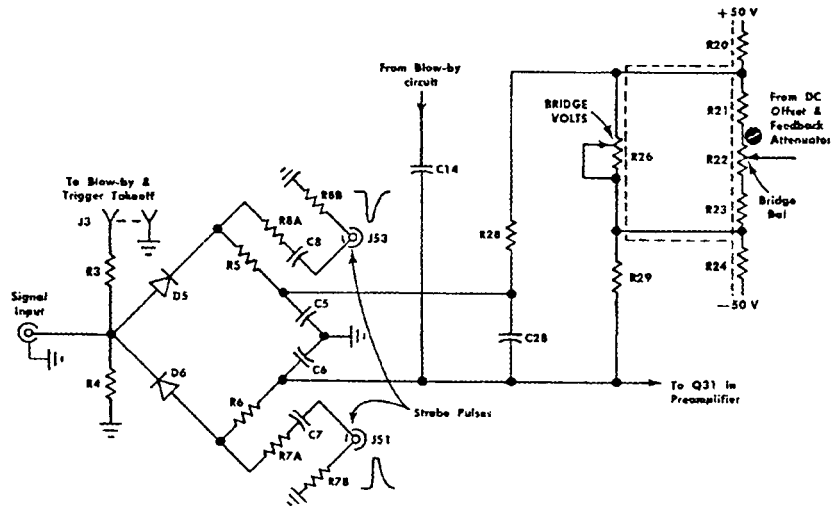 +50 V
R20
From Blow-by
circuit
BRIDGE
VOLTS
R21
From DC
Offset &
Feedback
Attenuator
R26
R22
C14
To Blow-by &
Trigger Takeoff
R8B
J3
R8A
C8
J53
R28
R23
Bridge
Bal
R3
R5
R29
R24
D5
C5
-50 V
Signal
Input
C28
D6
C6
R4
R6
To Q31 in
Preamplifier
Strobe Pulses
C7
J51
R7A
R7B